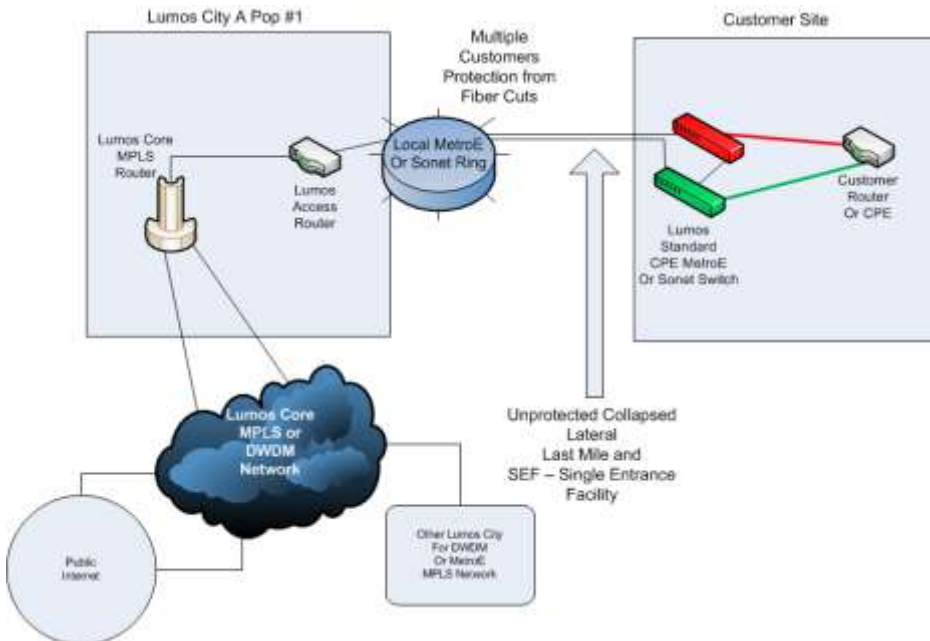 Lumos City A Pop #1
Customer Site
Multiple
Customers
Protection from
Fiber Cuts
Lumos Core
MPLS
Router
Lumos
Access
Router
Local MetroE
Or Sonet Ring
Customer
Router
Or CPE
Lumos
Standard
CPE MetroE
Or Sonet Switch
Lumos Core
MPLS or
DWDM
Network
Unprotected Collapsed
Lateral
Last Mile and
SEF – Single Entrance
Facility
Public
Internet
Other Lumos City
For DWDM
Or MetroE
MPLS Network